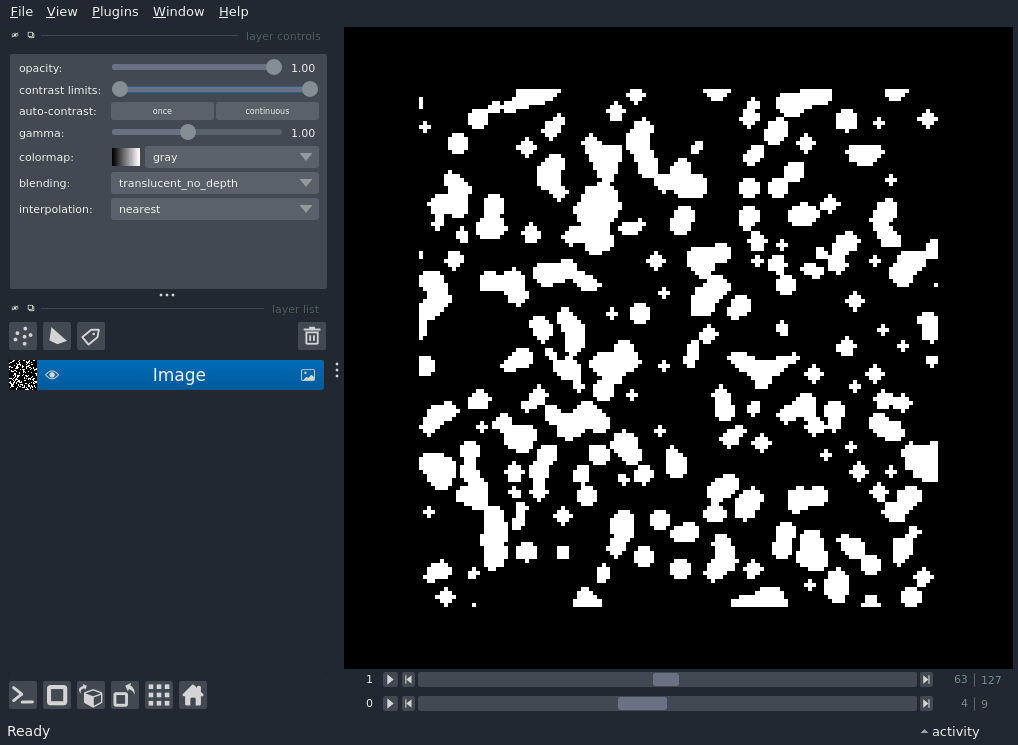 File View Plugins Window Help
layer controls
opacity: 1.00
contrast limits:
auto-contrast: once continuous
gamma: 1.00
colormap: gray
blending: translucent_no_depth
interpolation: nearest
layer list
Image
1 63 127
0 4 9
Ready activity